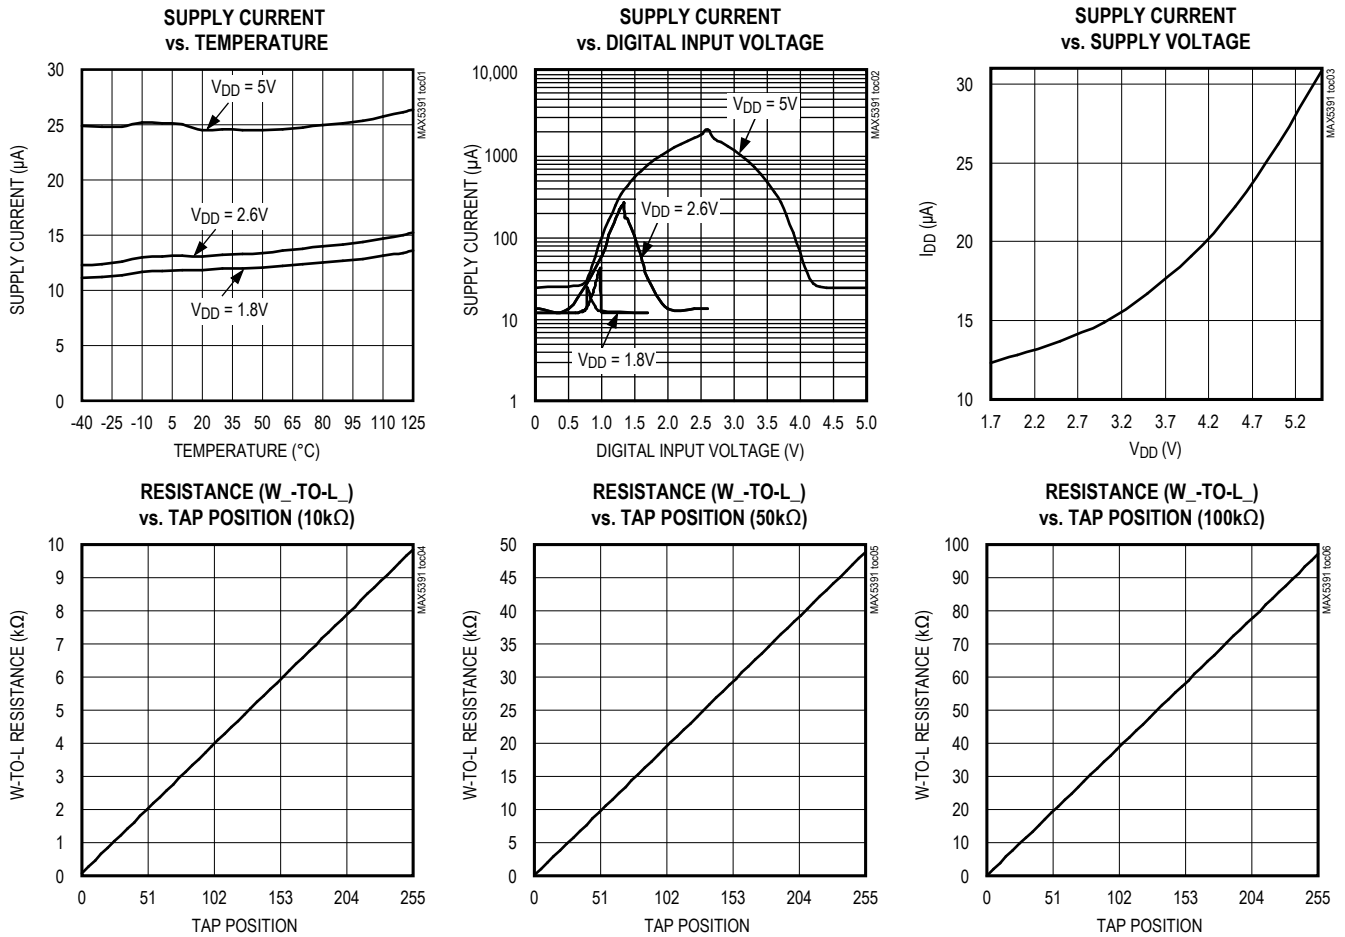 SUPPLY CURRENT
vs. TEMPERATURE
30
25
20
15
10
5
0
SUPPLY CURRENT (µA)
VDD = 5V
VDD = 2.6V
VDD = 1.8V
MAX5391 toc01
-40 -25 -10 5 20 35 50 65 80 95 110 125
TEMPERATURE (°C)
SUPPLY CURRENT
vs. DIGITAL INPUT VOLTAGE
10,000
1000
100
10
1
SUPPLY CURRENT (µA)
VDD = 5V
VDD = 2.6V
VDD = 1.8V
MAX5391 toc02
0 0.5 1.0 1.5 2.0 2.5 3.0 3.5 4.0 4.5 5.0
DIGITAL INPUT VOLTAGE (V)
SUPPLY CURRENT
vs. SUPPLY VOLTAGE
30
25
20
15
10
IDD (µA)
MAX5391 toc03
1.7 2.2 2.7 3.2 3.7 4.2 4.7 5.2
VDD (V)
RESISTANCE (W_-TO-L_)
vs. TAP POSITION (10kΩ)
10
9
8
7
6
5
4
3
2
1
0
W-TO-L RESISTANCE (kΩ)
MAX5391 toc04
0 51 102 153 204 255
TAP POSITION
RESISTANCE (W_-TO-L_)
vs. TAP POSITION (50kΩ)
50
45
40
35
30
25
20
15
10
5
0
W-TO-L RESISTANCE (kΩ)
MAX5391 toc05
0 51 102 153 204 255
TAP POSITION
RESISTANCE (W_-TO-L_)
vs. TAP POSITION (100kΩ)
100
90
80
70
60
50
40
30
20
10
0
W-TO-L RESISTANCE (kΩ)
MAX5391 toc06
0 51 102 153 204 255
TAP POSITION